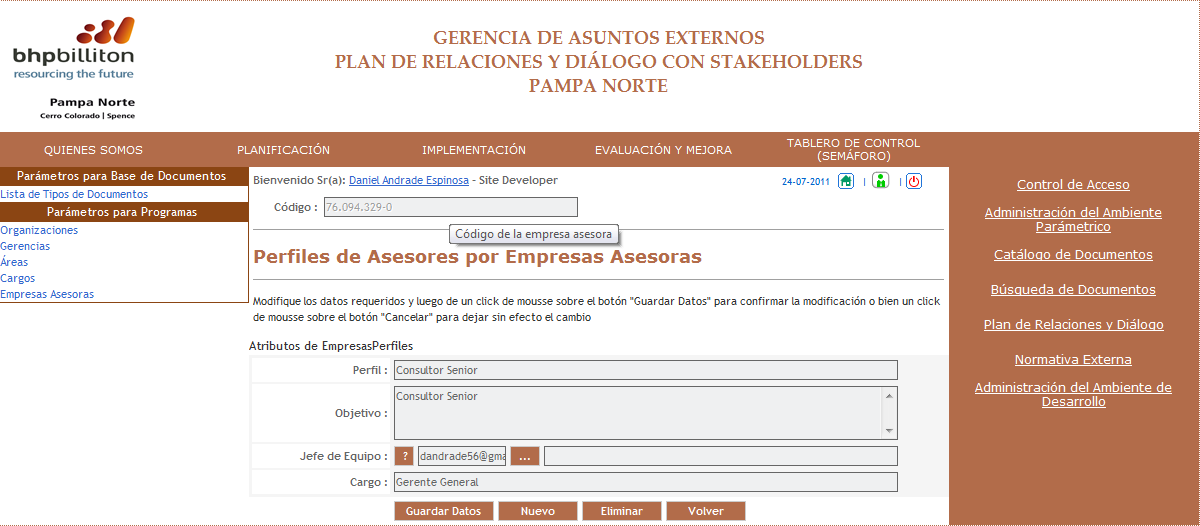 bhpbilliton
resourcing the future
Pampa Norte
Cerro Colorado | Spence
GERENCIA DE ASUNTOS EXTERNOS
PLAN DE RELACIONES Y DIÁLOGO CON STAKEHOLDERS
PAMPA NORTE
QUIENES SOMOS
PLANIFICACIÓN
IMPLEMENTACIÓN
EVALUACIÓN Y MEJORA
TABLERO DE CONTROL
(SEMÁFORO)
Parámetros para Base de Documentos
Lista de Tipos de Documentos
Parámetros para Programas
Organizaciones
Gerencias
Áreas
Cargos
Empresas Asesoras
Bienvenido Sr(a): Daniel Andrade Espinosa - Site Developer
24-07-2011 | |
Código : 76.094.329-0
Código de la empresa asesora
Perfiles de Asesores por Empresas Asesoras
Modifique los datos requeridos y luego de un click de mousse sobre el botón "Guardar Datos" para confirmar la modificación o bien un click
de mousse sobre el botón "Cancelar" para dejar sin efecto el cambio
Atributos de EmpresasPerfiles
Perfil : Consultor Senior
Objetivo : Consultor Senior
Jefe de Equipo : ? dandrade56@gma ...
Cargo : Gerente General
Guardar Datos Nuevo Eliminar Volver
Control de Acceso
Administración del Ambiente
Parámetrico
Catálogo de Documentos
Búsqueda de Documentos
Plan de Relaciones y Diálogo
Normativa Externa
Administración del Ambiente de
Desarrollo